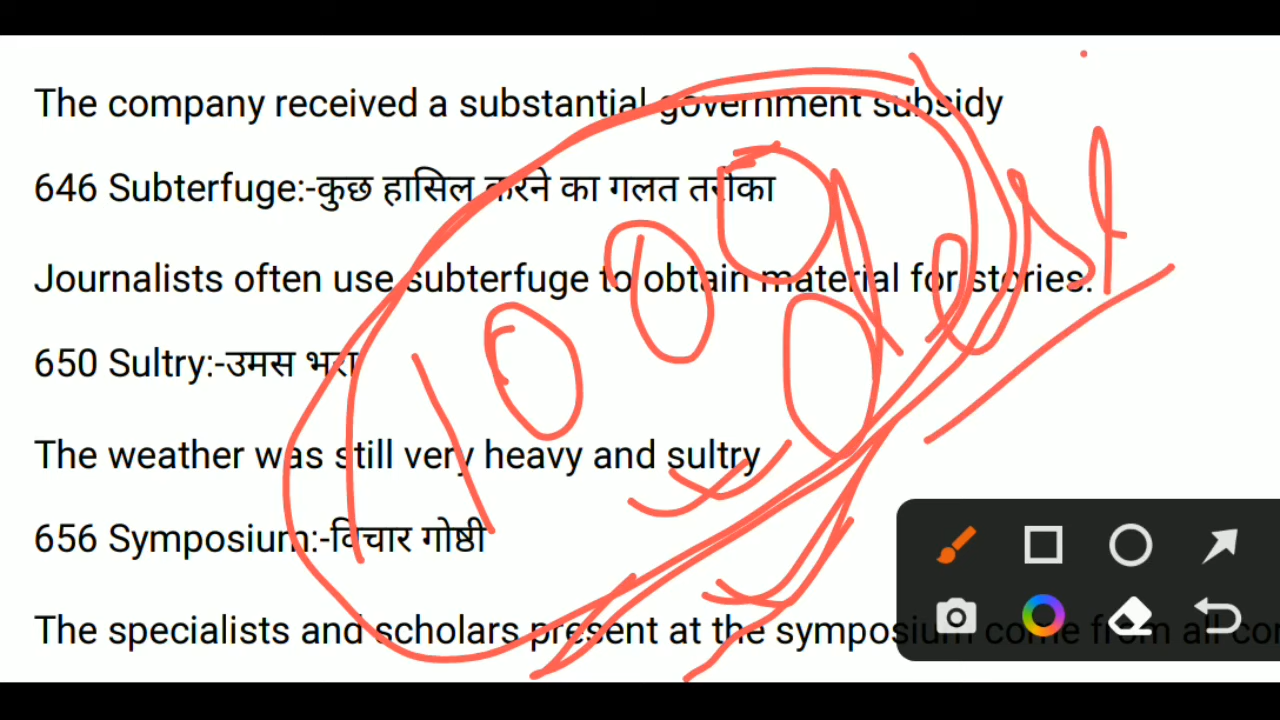 The company received a substantial government subsidy
646 Subterfuge:-कुछ हासिल करने का गलत तरीका
Journalists often use subterfuge to obtain material for stories.
650 Sultry:-उमस भरा
The weather was still very heavy and sultry
656 Symposium:-विचार गोष्ठी
The specialists and scholars present at the symposium come from all
1000